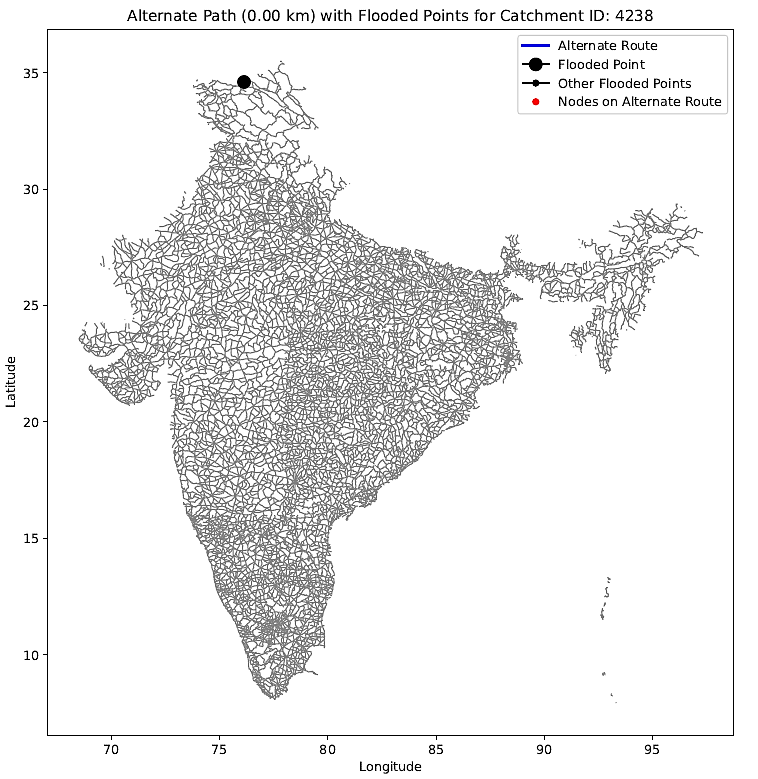 Alternate Path (0.00 km) with Flooded Points for Catchment ID: 4238
Alternate Route
Flooded Point
Other Flooded Points
Nodes on Alternate Route
35
30
25
20
15
10
Latitude
70
75
80
85
90
95
Longitude